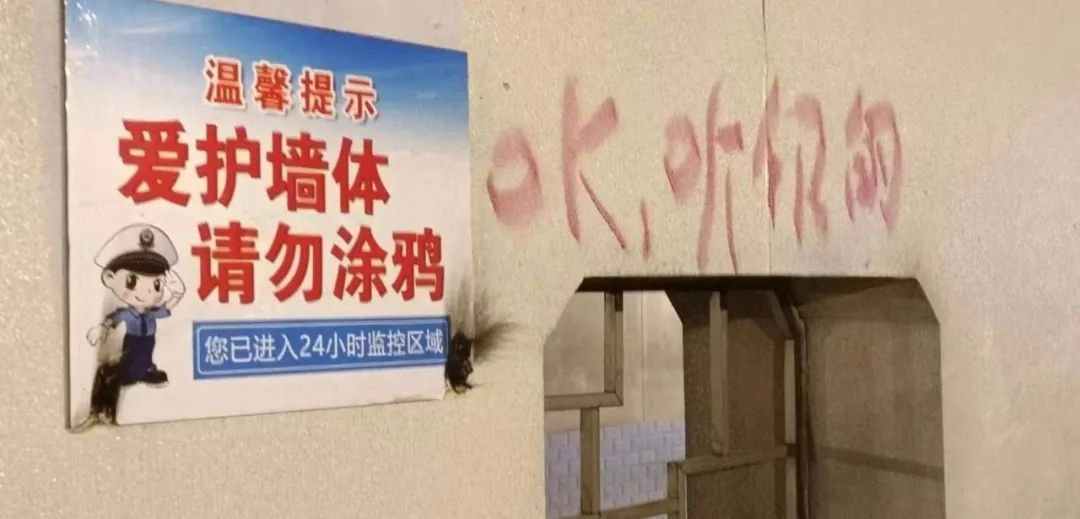 温馨提示
爱护墙体
请勿涂鸦
您已进入24小时监控区域
OK，听你的